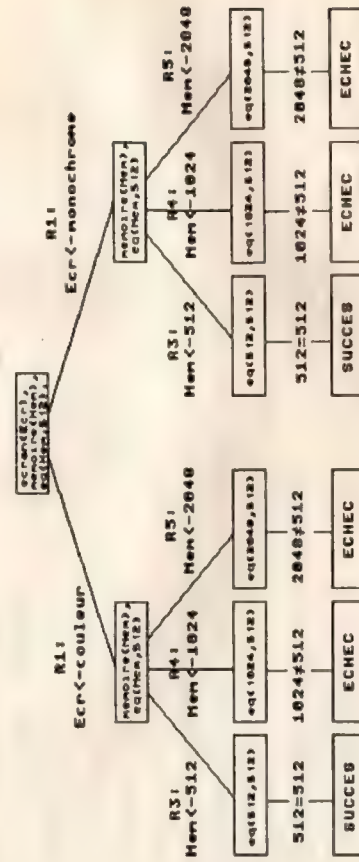 ecran(Ecr),
memoire(Mem),
eq(Mem,512)
R1:
Ecr<-couleur
R1:
Ecr<-monochrome
memoire(Mem),
eq(Mem,512)
memoire(Mem),
eq(Mem,512)
R3:
Mem<-512
R4:
Mem<-1024
R5:
Mem<-2048
R3:
Mem<-512
R4:
Mem<-1024
R5:
Mem<-2048
eq(512,512)
eq(1024,512)
eq(2048,512)
eq(512,512)
eq(1024,512)
eq(2048,512)
512=512
1024≠512
2048≠512
512=512
1024≠512
2048≠512
SUCCES
ECHEC
ECHEC
SUCCES
ECHEC
ECHEC